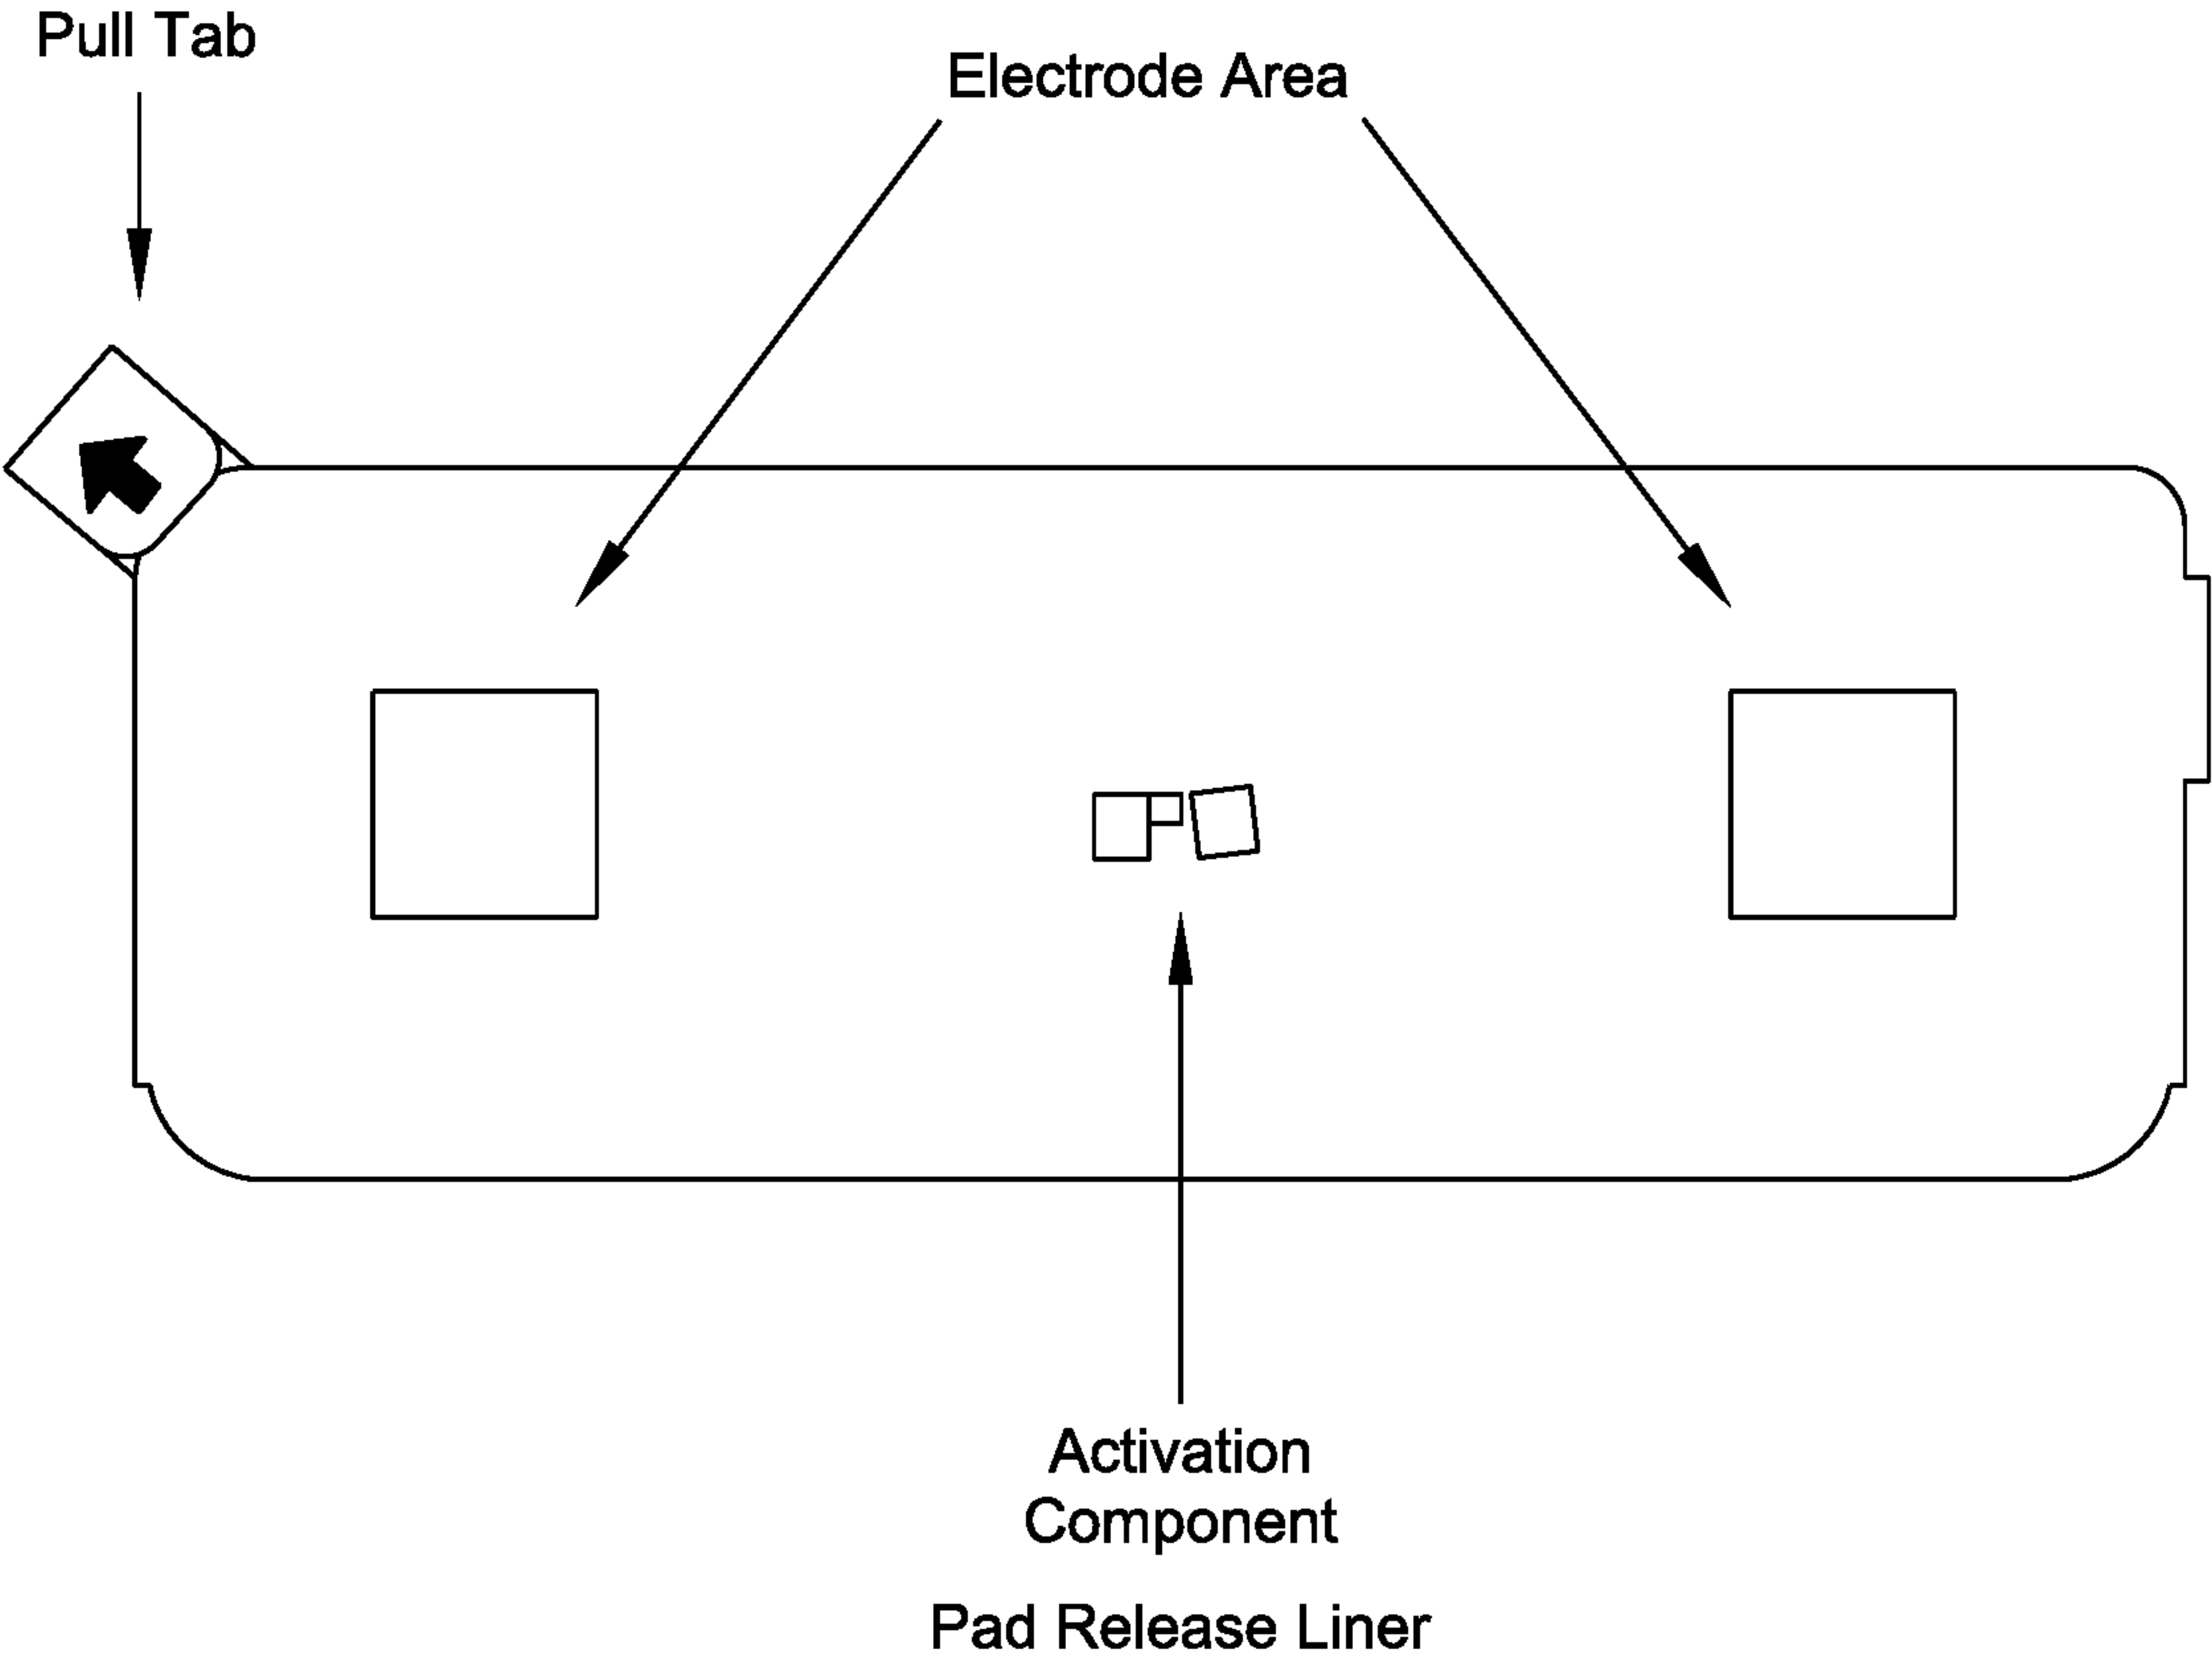 Pull Tab
Electrode Area
Activation
Component
Pad Release Liner